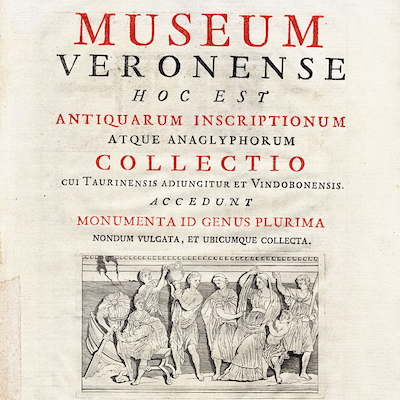 MUSEUM
VERONENSE
HOC EST
ANTIQUARUM INSCRIPTIONUM
ATQUE ANAGLYPHORUM
COLLECTIO
CUI TAURINENSIS ADIUNGITUR ET VINDOBONENSIS.
ACCEDUNT
MONUMENTA ID GENUS PLURIMA
NONDUM VULGATA, ET UBICUMQUE COLLECTA.